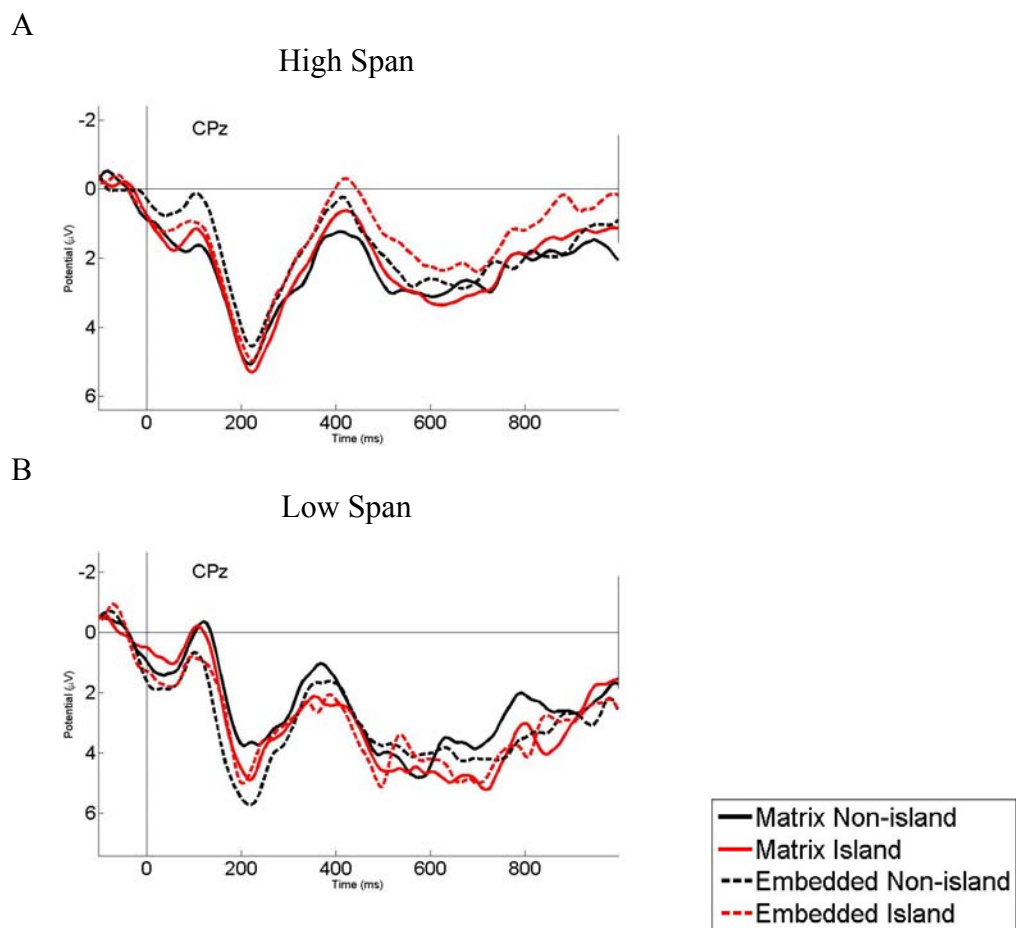 A
High Span
CPz
-2
0
2
4
6
Potential (μV)
0 200 400 600 800
Time (ms)
B
Low Span
CPz
-2
0
2
4
6
Potential (μV)
0 200 400 600 800
Time (ms)
Matrix Non-island
Matrix Island
Embedded Non-island
Embedded Island